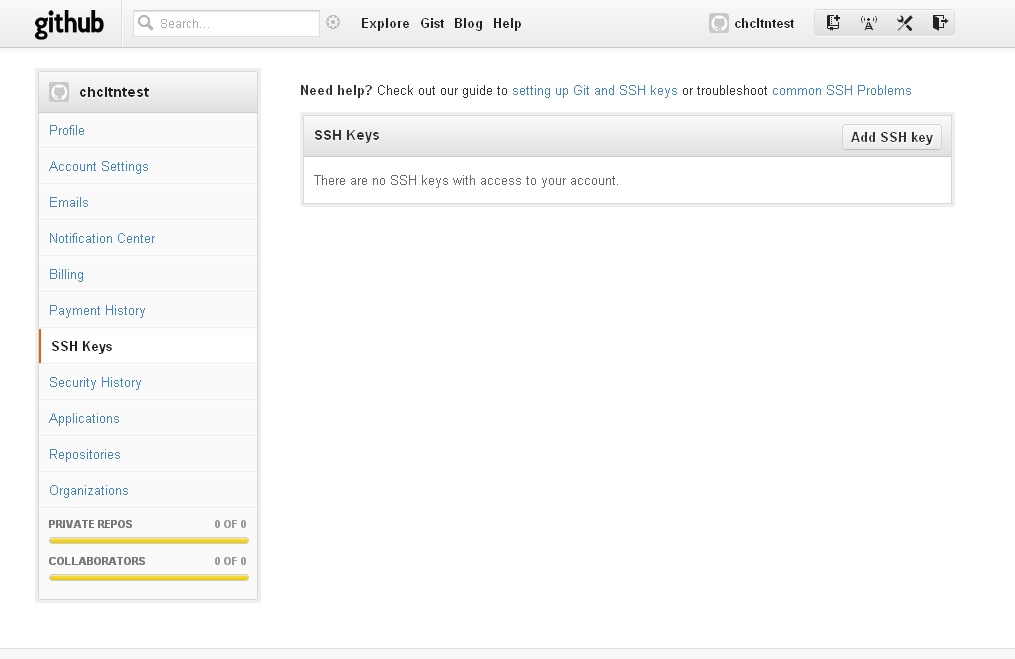 github
Search...
Explore Gist Blog Help
chcltntest
chcltntest
Profile
Account Settings
Emails
Notification Center
Billing
Payment History
SSH Keys
Security History
Applications
Repositories
Organizations
PRIVATE REPOS 0 OF 0
COLLABORATORS 0 OF 0
Need help? Check out our guide to setting up Git and SSH keys or troubleshoot common SSH Problems
SSH Keys
Add SSH key
There are no SSH keys with access to your account.